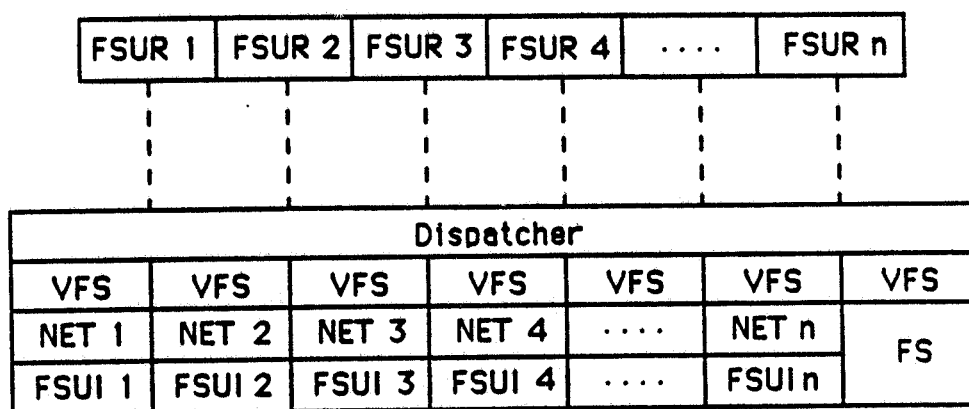 FSUR 1 FSUR 2 FSUR 3 FSUR 4 .... FSUR n
Dispatcher
VFS VFS VFS VFS VFS VFS VFS
NET 1 NET 2 NET 3 NET 4 .... NET n FS
FSUI 1 FSUI 2 FSUI 3 FSUI 4 .... FSUI n